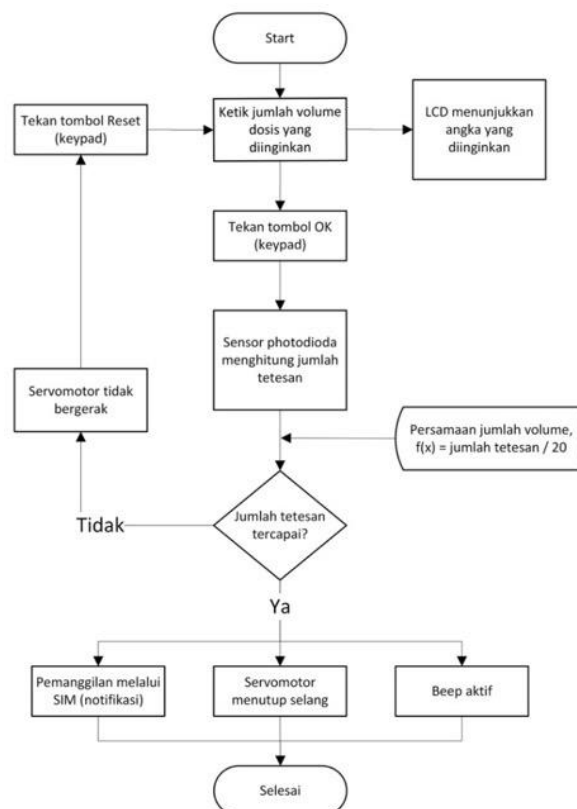 Start
Tekan tombol Reset
(keypad)
Ketik jumlah volume
dosis yang
diinginkan
LCD menunjukkan
angka yang
diinginkan
Tekan tombol OK
(keypad)
Sensor photodioda
menghitung jumlah
tetesan
Servomotor tidak
bergerak
Persamaan jumlah volume,
f(x) = jumlah tetesan / 20
Tidak
Jumlah tetesan
tercapai?
Ya
Pemanggilan melalui
SIM (notifikasi)
Servomotor
menutup selang
Beep aktif
Selesai